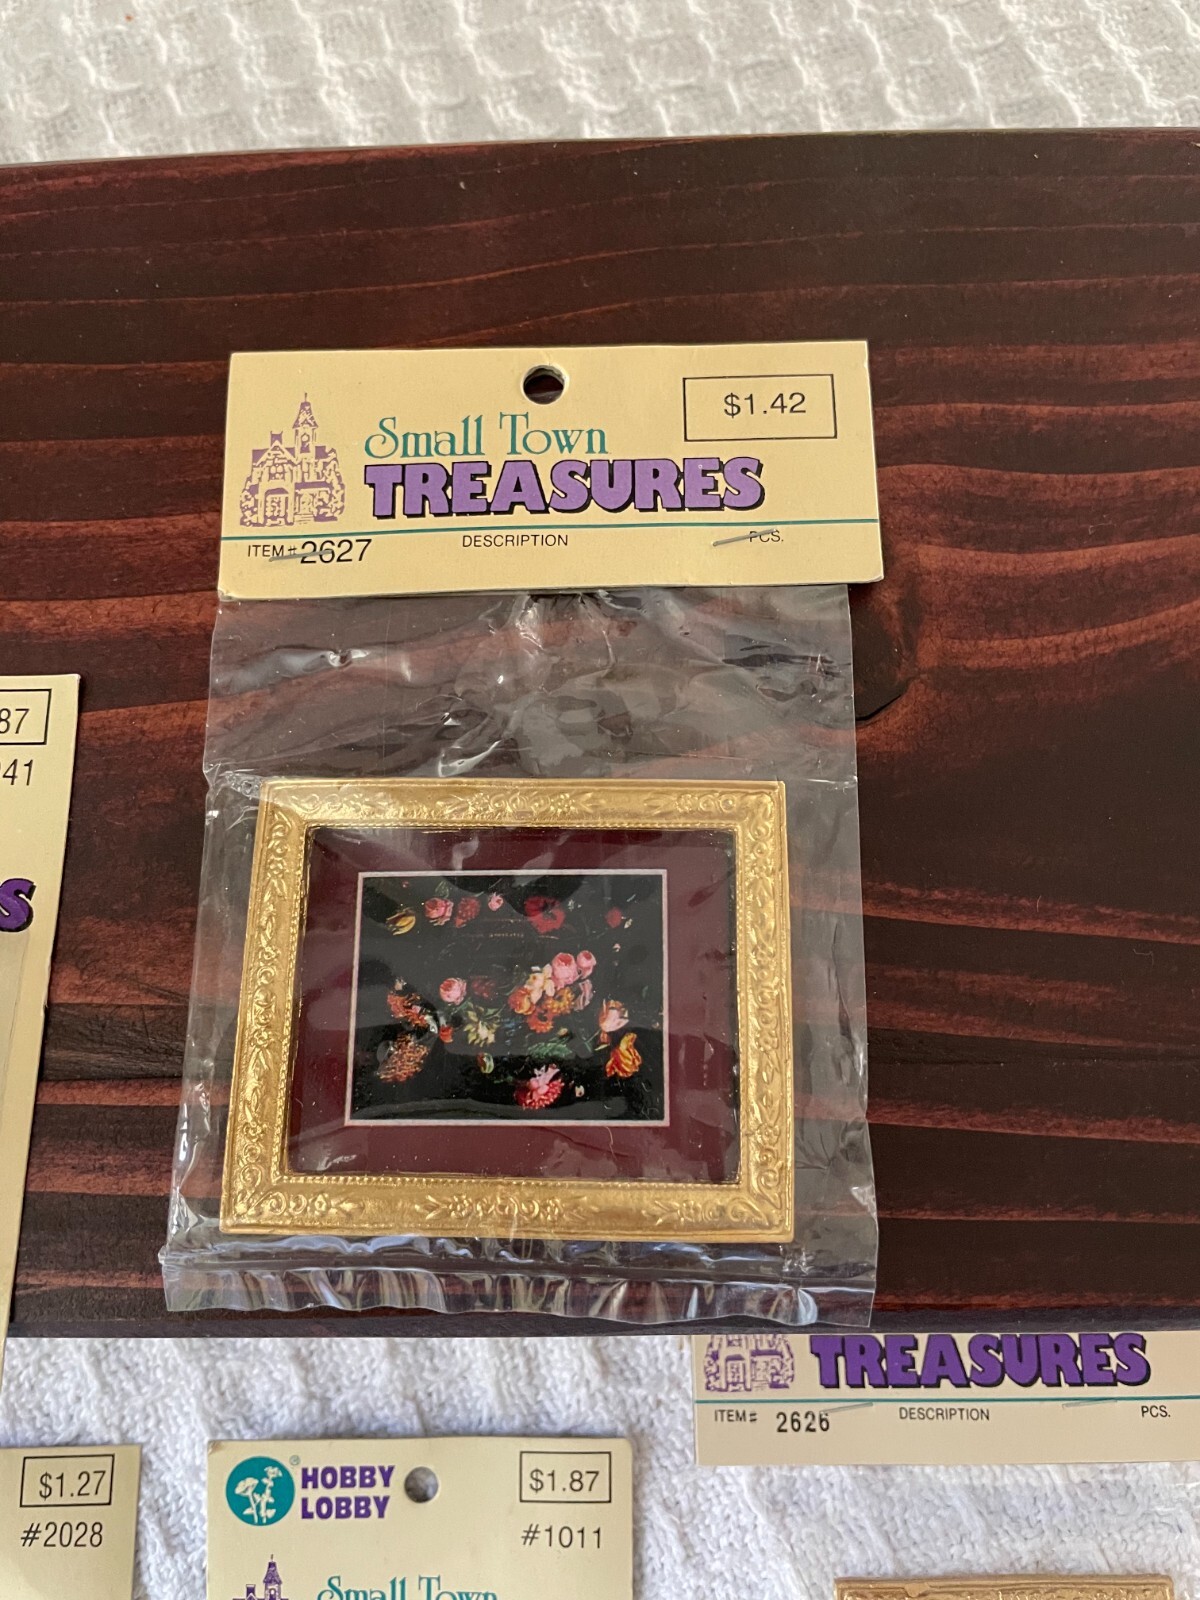 $1.42
Small Town
TREASURES
ITEM# 2627 DESCRIPTION PCS.
87
41
S
TREASURES
ITEM# 2626 DESCRIPTION PCS.
$1.27
#2028
HOBBY
LOBBY
®
$1.87
#1011
Small Town